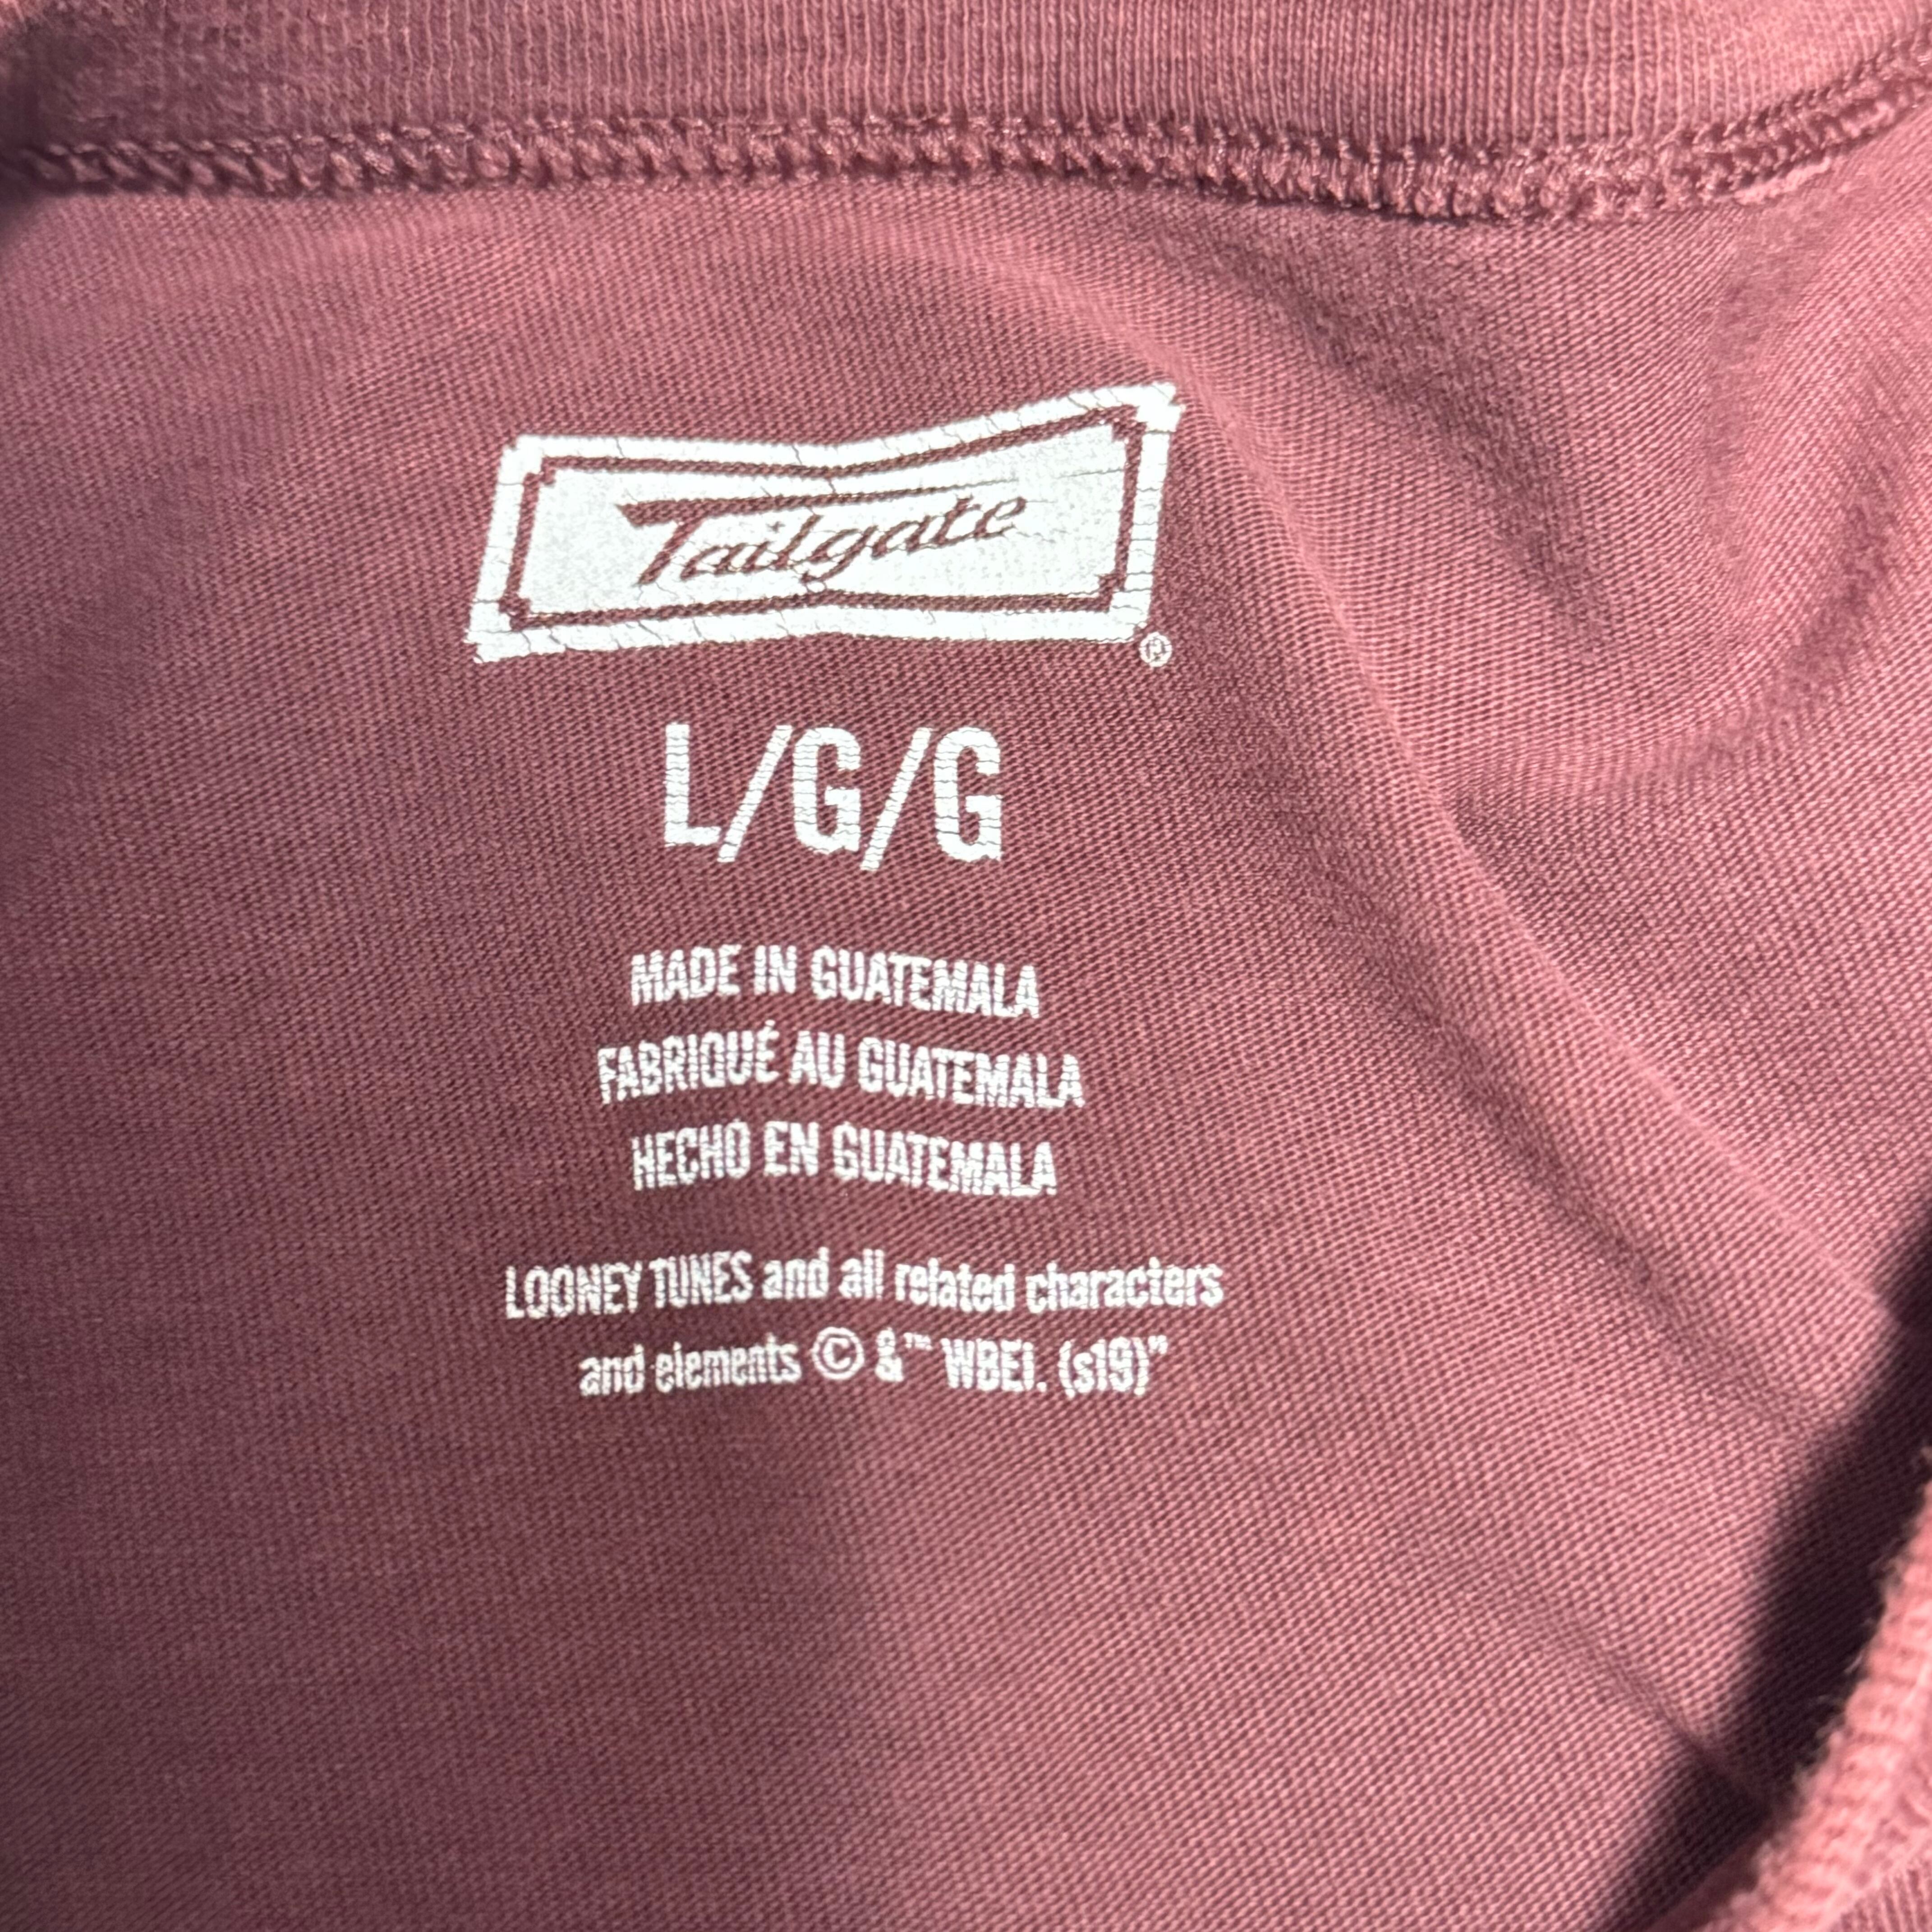 Tailgate
®
L/G/G
MADE IN GUATEMALA
FABRIQUÉ AU GUATEMALA
HECHO EN GUATEMALA
LOONEY TUNES and all related characters
and elements © &™ WBEI. (s19)”